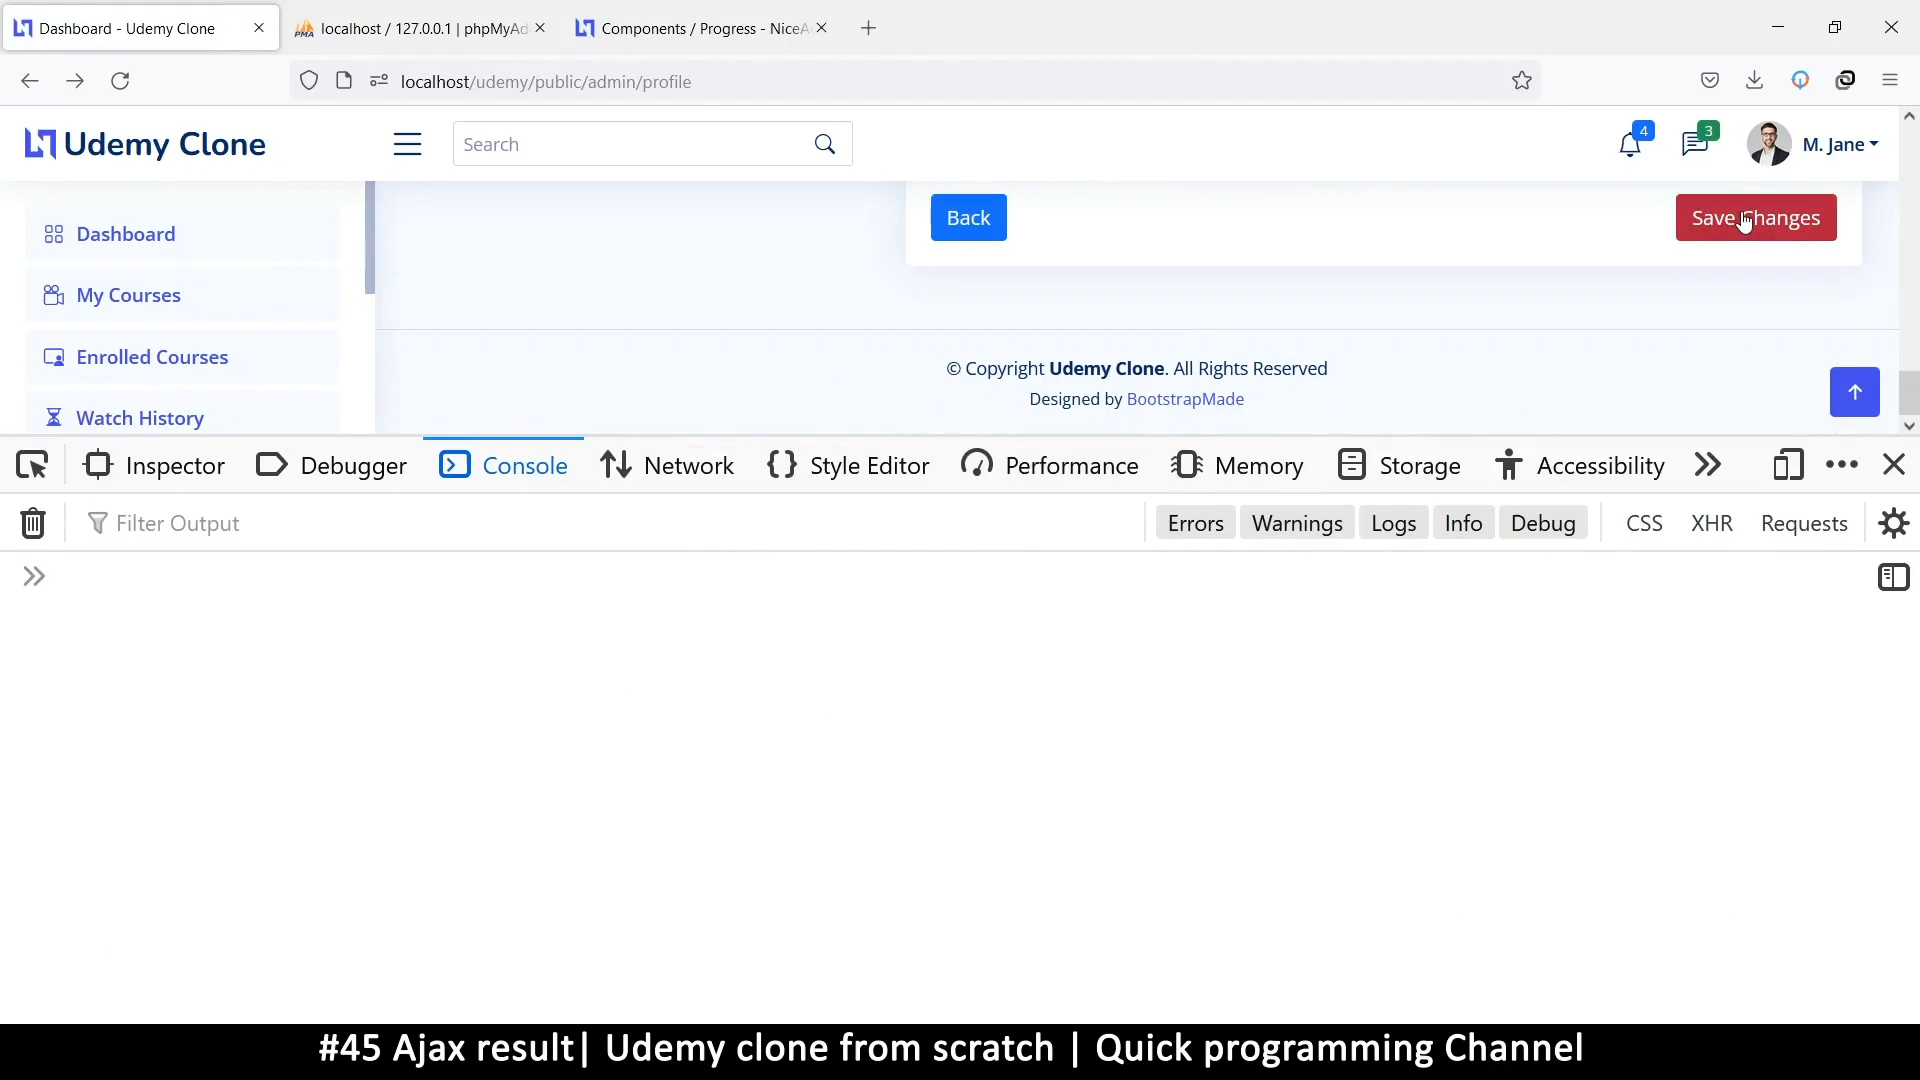 Dashboard - Udemy Clone
localhost / 127.0.0.1 | phpMyAd
Components / Progress - NiceA
localhost/udemy/public/admin/profile
Udemy Clone
Search
4
3
M. Jane
Dashboard
My Courses
Enrolled Courses
Watch History
Back
Save Changes
© Copyright Udemy Clone. All Rights Reserved
Designed by BootstrapMade
Inspector
Debugger
Console
Network
Style Editor
Performance
Memory
Storage
Accessibility
Filter Output
Errors
Warnings
Logs
Info
Debug
CSS
XHR
Requests
#45 Ajax result| Udemy clone from scratch | Quick programming Channel